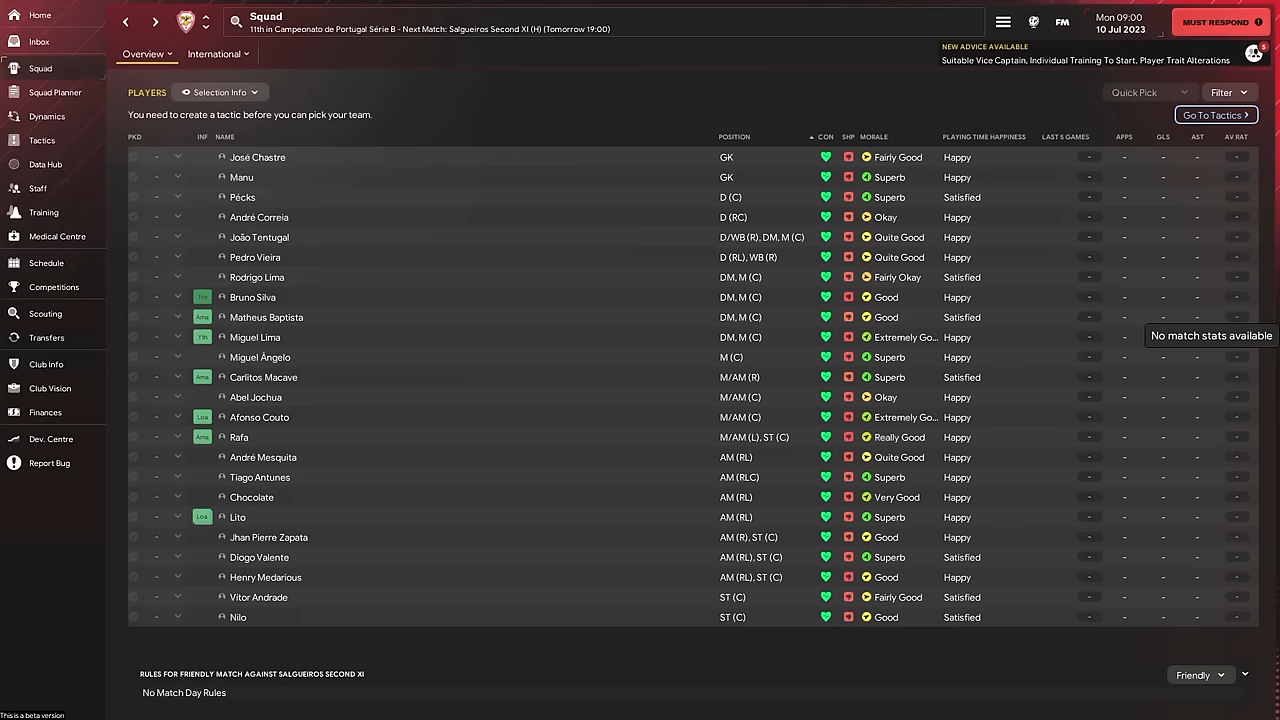 Home
Inbox
Squad
Squad Planner
Dynamics
Tactics
Data Hub
Staff
Training
Medical Centre
Schedule
Competitions
Scouting
Transfers
Club Info
Club Vision
Finances
Dev. Centre
Report Bug
This is a beta version
Squad
11th in Campeonato de Portugal Série B - Next Match: Salgueiros Second XI (H) (Tomorrow 19:00)
FM
Mon 09:00
10 Jul 2023
MUST RESPOND
Overview International
NEW ADVICE AVAILABLE
Suitable Vice Captain, Individual Training To Start, Player Trait Alterations
5
PLAYERS Selection Info Quick Pick Filter
You need to create a tactic before you can pick your team. Go To Tactics >
PKD INF NAME POSITION CON SHP MORALE PLAYING TIME HAPPINESS LAST 5 GAMES APPS GLS AST AV RAT
- José Chastre GK Fairly Good Happy - - - - -
- Manu GK Superb Happy - - - - -
- Pécks D (C) Superb Satisfied - - - - -
- André Correia D (RC) Okay Happy - - - - -
- João Tentugal D/WB (R), DM, M (C) Quite Good Happy - - - - -
- Pedro Vieira D (RL), WB (R) Quite Good Happy - - - - -
- Rodrigo Lima DM, M (C) Fairly Okay Satisfied - - - - -
- Trn Bruno Silva DM, M (C) Good Happy - - - - -
- Ama Matheus Baptista DM, M (C) Good Satisfied - - - - -
- Yth Miguel Lima DM, M (C) Extremely Go... Happy - -
No match stats available
- Miguel Ângelo M (C) Superb Happy - - - - -
- Ama Carlitos Macave M/AM (R) Superb Satisfied - - - - -
- Abel Jochua M/AM (C) Okay Happy - - - - -
- Loa Afonso Couto M/AM (C) Extremely Go... Happy - - - - -
- Ama Rafa M/AM (L), ST (C) Really Good Happy - - - - -
- André Mesquita AM (RL) Quite Good Happy - - - - -
- Tiago Antunes AM (RLC) Superb Happy - - - - -
- Chocolate AM (RL) Very Good Happy - - - - -
- Loa Lito AM (RL) Superb Happy - - - - -
- Jhan Pierre Zapata AM (R), ST (C) Good Happy - - - - -
- Diogo Valente AM (RL), ST (C) Superb Satisfied - - - - -
- Henry Medarious AM (RL), ST (C) Good Happy - - - - -
- Vítor Andrade ST (C) Fairly Good Satisfied - - - - -
- Nilo ST (C) Good Satisfied - - - - -
RULES FOR FRIENDLY MATCH AGAINST SALGUEIROS SECOND XI Friendly
No Match Day Rules